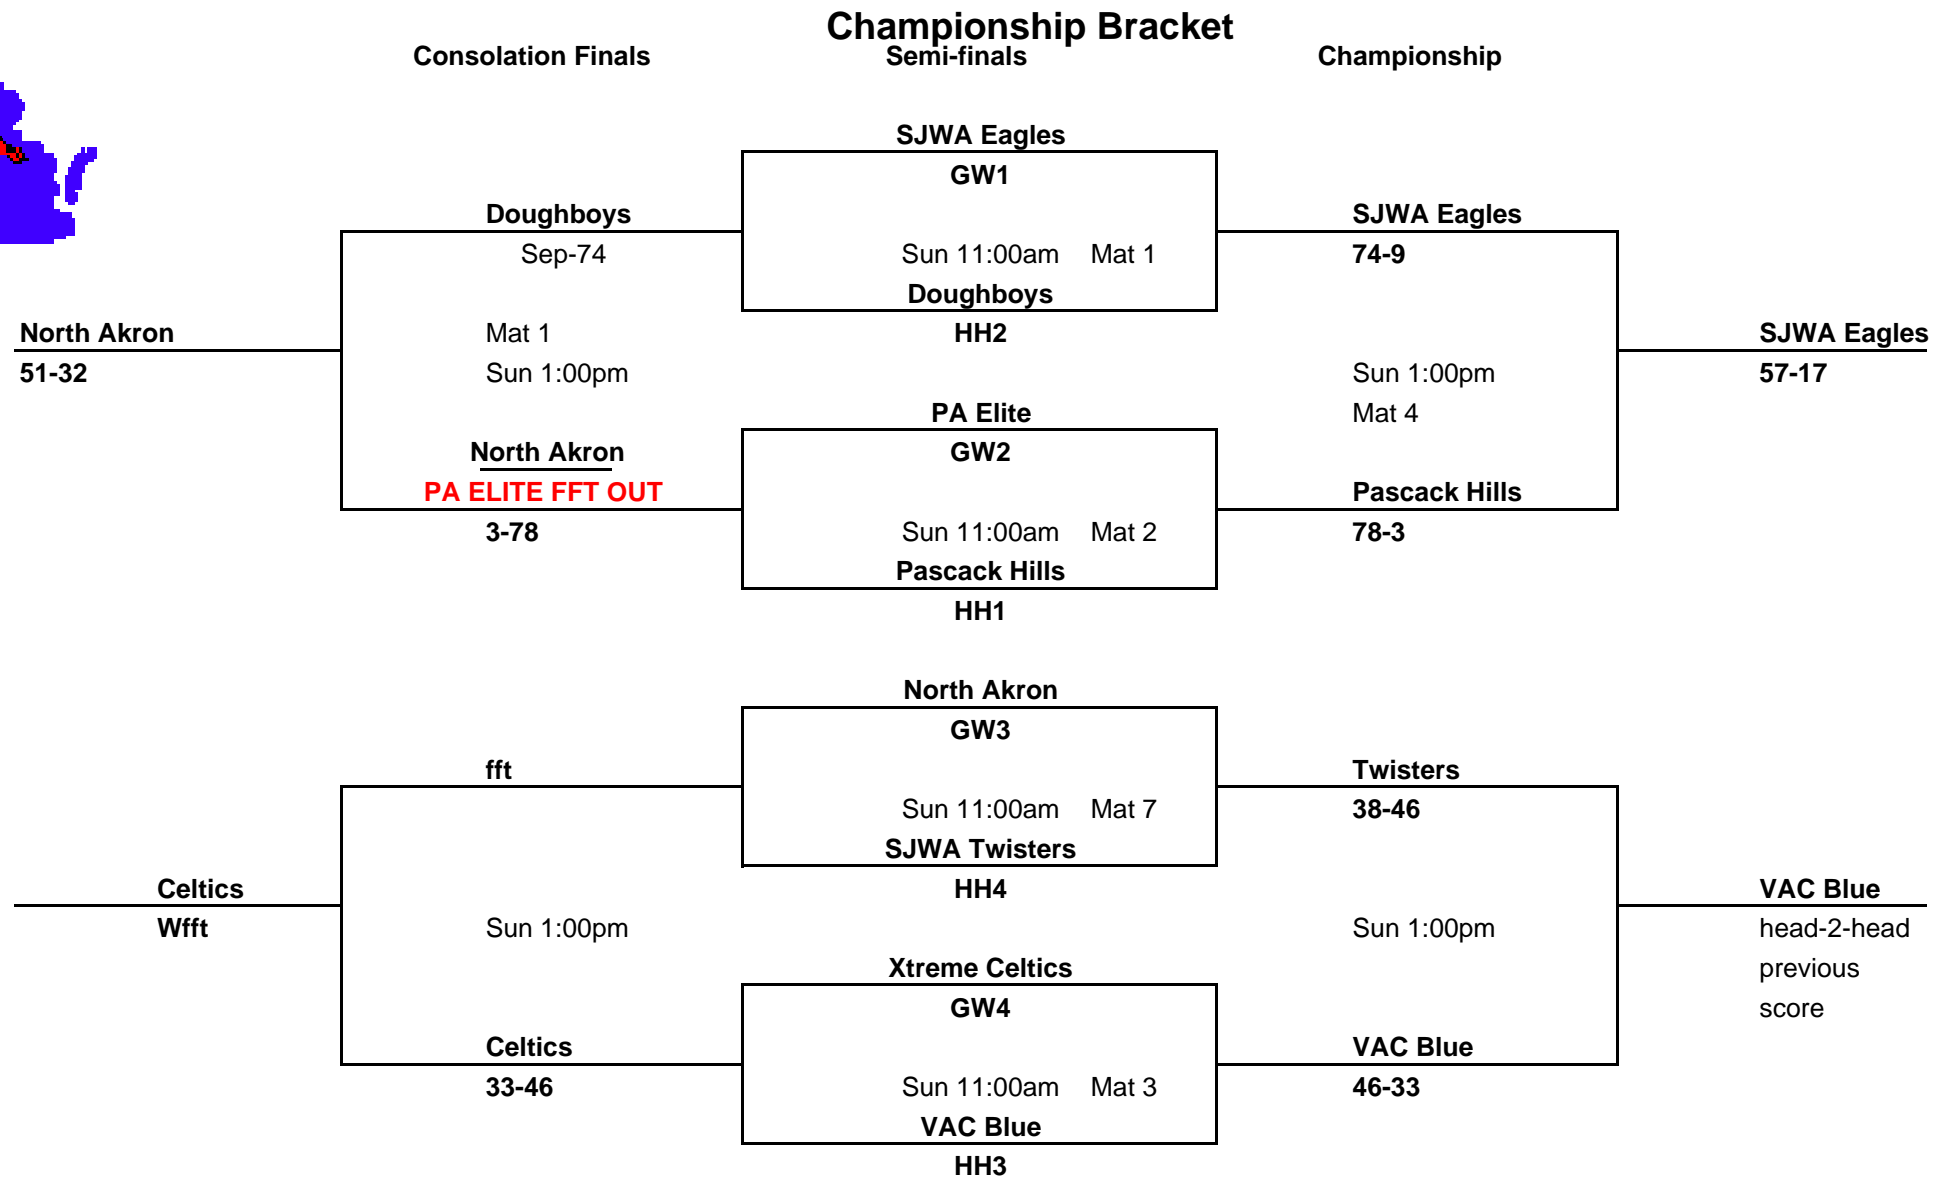 Championship Bracket
Consolation Finals Semi-finals Championship
SJWA Eagles
GW1
Doughboys SJWA Eagles
Sep-74 Sun 11:00am Mat 1 74-9
Doughboys
North Akron Mat 1 HH2 SJWA Eagles
51-32 Sun 1:00pm Sun 1:00pm 57-17
PA Elite Mat 4
North Akron GW2
PA ELITE FFT OUT Pascack Hills
3-78 Sun 11:00am Mat 2 78-3
Pascack Hills
HH1
North Akron
GW3
fft Twisters
Sun 11:00am Mat 7 38-46
SJWA Twisters
Celtics HH4 VAC Blue
Wfft Sun 1:00pm Sun 1:00pm head-2-head
Xtreme Celtics previous
GW4 score
Celtics VAC Blue
33-46 Sun 11:00am Mat 3 46-33
VAC Blue
HH3